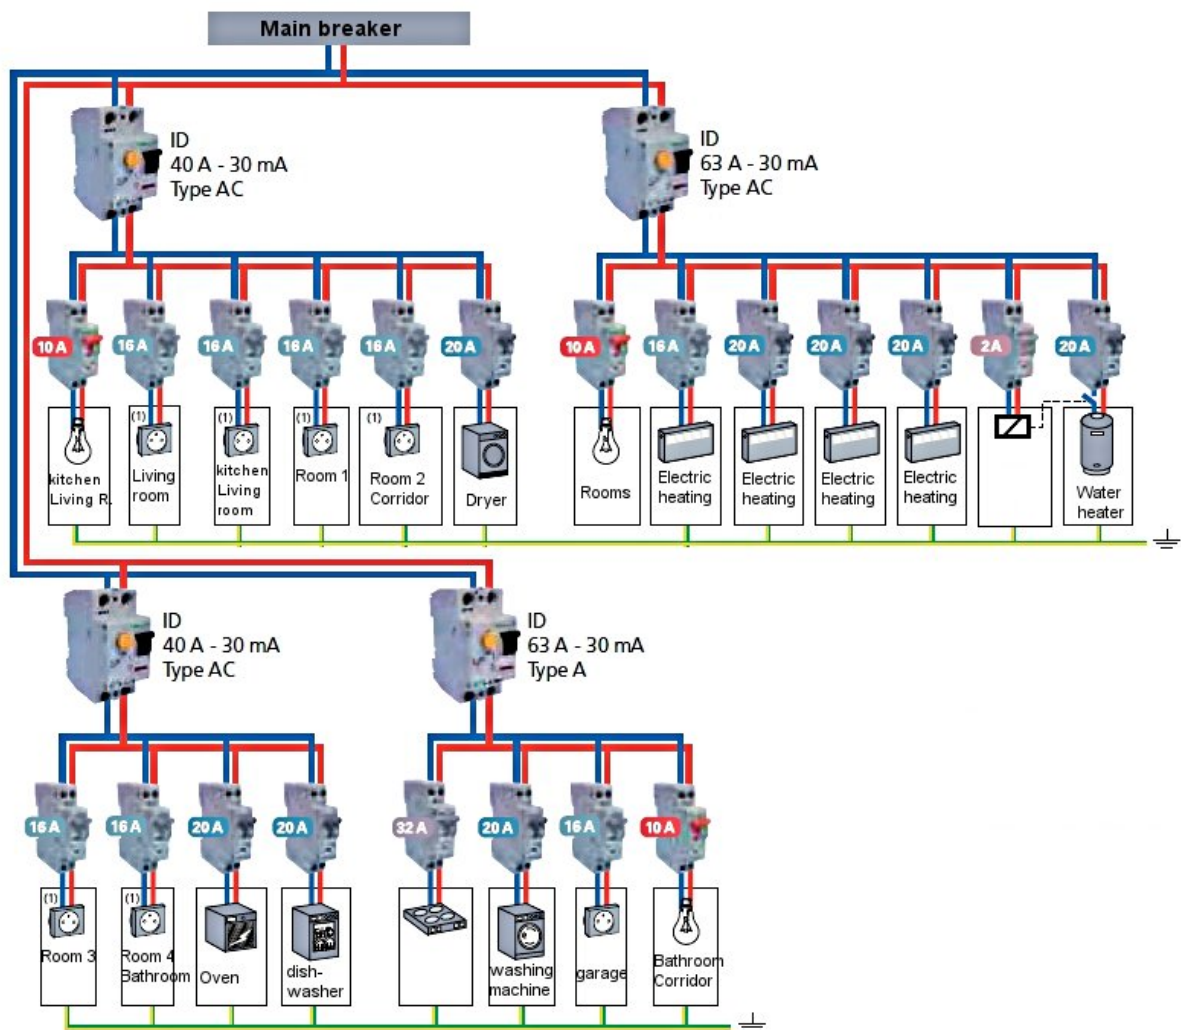 Main breaker
ID
40 A - 30 mA
Type AC
ID
63 A - 30 mA
Type AC
10 A
16 A
16 A
16 A
16 A
20 A
10 A
16 A
20 A
20 A
20 A
2 A
20 A
kitchen
Living R.
(1)
Living
room
(1)
kitchen
Living
room
(1)
Room 1
(1)
Room 2
Corridor
Dryer
Rooms
Electric
heating
Electric
heating
Electric
heating
Electric
heating
Water
heater
ID
40 A - 30 mA
Type AC
ID
63 A - 30 mA
Type A
16 A
16 A
20 A
20 A
32 A
20 A
16 A
10 A
(1)
Room 3
(1)
Room 4
Bathroom
Oven
dish-
washer
washing
machine
garage
Bathroom
Corridor